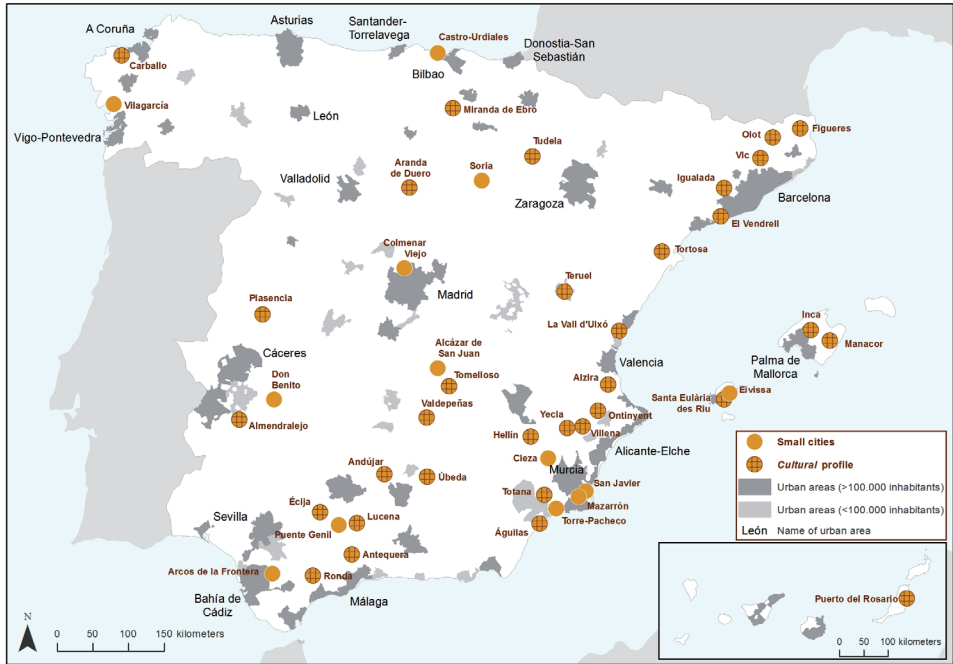 Asturias
Santander-
Torrelavega
A Coruña
Castro-Urdiales
Donostia-San
Sebastián
Bilbao
Carballo
Vilagarcía
León
Miranda de Ebro
Vigo-Pontevedra
Tudela
Olot
Figueres
Vic
Aranda
de Duero
Soria
Igualada
Valladolid
Zaragoza
Barcelona
El Vendrell
Colmenar
Viejo
Tortosa
Madrid
Teruel
Plasencia
Inca
La Vall d'Uixó
Manacor
Cáceres
Alcázar de
San Juan
Valencia
Palma de
Mallorca
Don
Benito
Tomelloso
Alzira
Eivissa
Santa Eulária
des Riu
Valdepeñas
Ontinyent
Yecla
Almendralejo
Villena
Hellín
Alicante-Elche
Cieza
Murcia
Andújar
Úbeda
San Javier
Totana
Mazarrón
Écija
Lucena
Torre-Pacheco
Sevilla
Puente Genil
Águilas
Antequera
Arcos de la Frontera
Ronda
Bahía de
Cádiz
Málaga
Small cities
Cultural profile
Urban areas (>100.000 inhabitants)
Urban areas (<100.000 inhabitants)
León Name of urban area
Puerto del Rosario
N
0 50 100 150 kilometers
0 50 100 kilometers